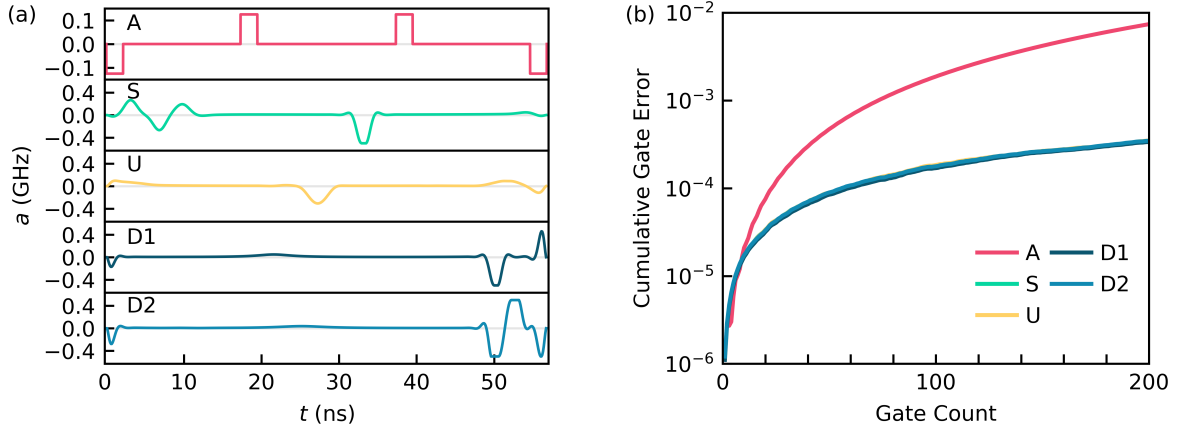 (a)
A
0.1
0.0
−0.1
S
0.4
0.0
−0.4
U
0.4
0.0
−0.4
D1
0.4
0.0
−0.4
D2
0.4
0.0
−0.4
a (GHz)
0 10 20 30 40 50
t (ns)
(b)
10−2
10−3
10−4
10−5
10−6
Cumulative Gate Error
A D1
S D2
U
0 100 200
Gate Count